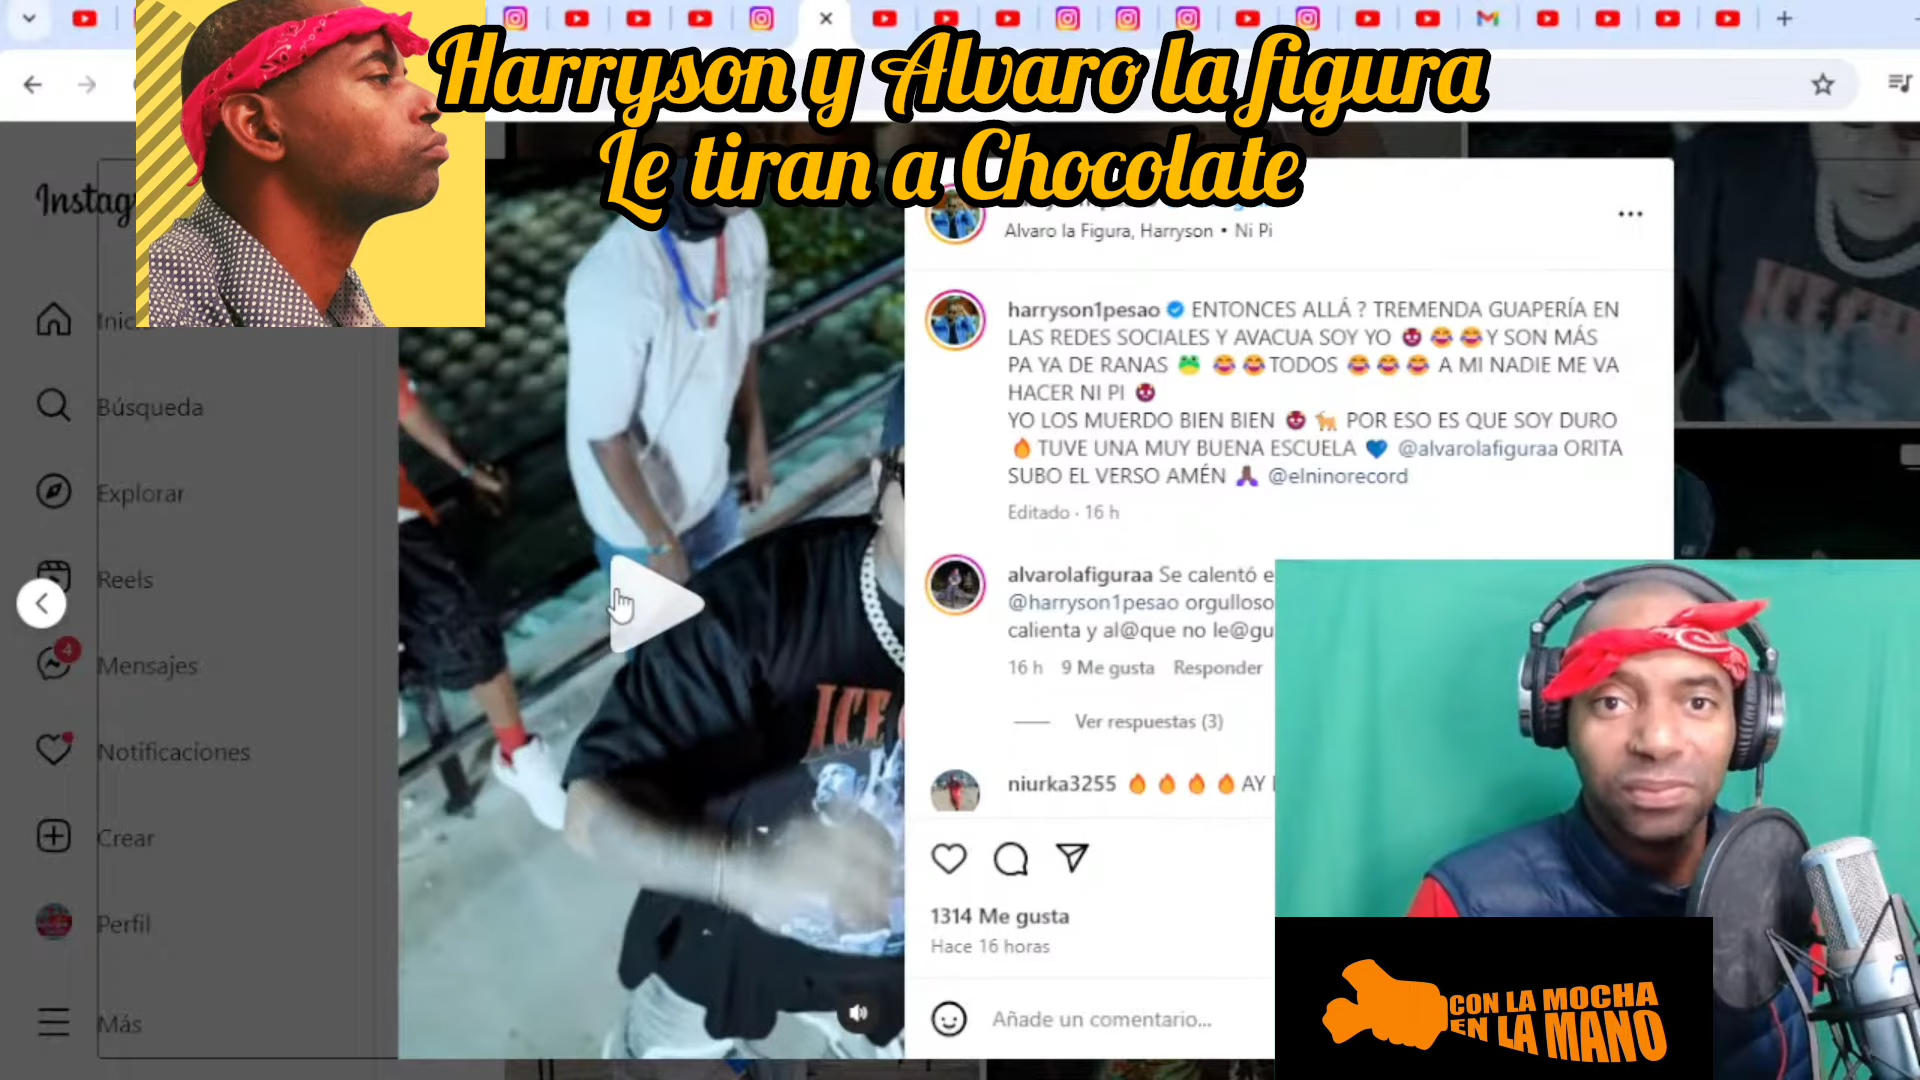 Harryson y Alvaro la figura
Le tiran a Chocolate
Instag
Inic
Búsqueda
Explorar
Reels
4
Mensajes
Notificaciones
Crear
Perfil
Más
Alvaro la Figura, Harryson • Ni Pi
harryson1pesao ENTONCES ALLÁ ? TREMENDA GUAPERÍA EN
LAS REDES SOCIALES Y AVACUA SOY YO 👹 😂 😂 Y SON MÁS
PA YA DE RANAS 🐸 😂 😂 TODOS 😂 😂 😂 A MI NADIE ME VA
HACER NI PI 👹
YO LOS MUERDO BIEN BIEN 👹 🐐 POR ESO ES QUE SOY DURO
🔥 TUVE UNA MUY BUENA ESCUELA 💙 @alvarolafiguraa ORITA
SUBO EL VERSO AMÉN 🙏🏾 @elninorecord
Editado · 16 h
alvarolafiguraa Se calentó e
@harryson1pesao orgulloso
calienta y al@que no le@gu
16 h 9 Me gusta Responder
Ver respuestas (3)
niurka3255 🔥 🔥 🔥 🔥 AY
1314 Me gusta
Hace 16 horas
Añade un comentario...
ICE
CON LA MOCHA
EN LA MANO